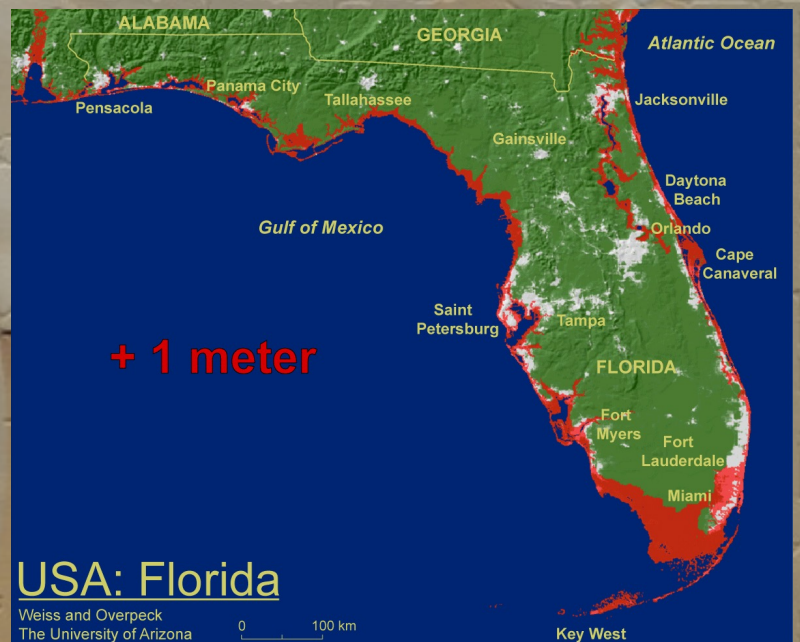 ALABAMA
GEORGIA
Atlantic Ocean
Pensacola
Panama City
Tallahassee
Jacksonville
Gainsville
Daytona
Beach
Orlando
Gulf of Mexico
Cape
Canaveral
Saint
Petersburg
Tampa
+ 1 meter
FLORIDA
Fort
Myers
Fort
Lauderdale
Miami
USA: Florida
Weiss and Overpeck
The University of Arizona
0 100 km
Key West